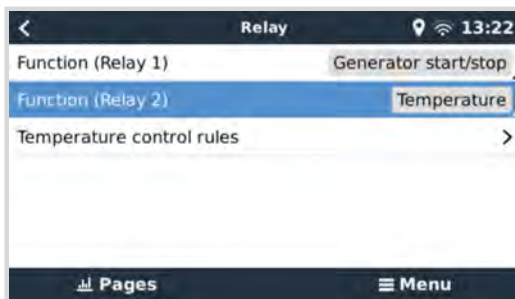 Relay 13:22
Function (Relay 1) Generator start/stop
Function (Relay 2) Temperature
Temperature control rules
Pages Menu